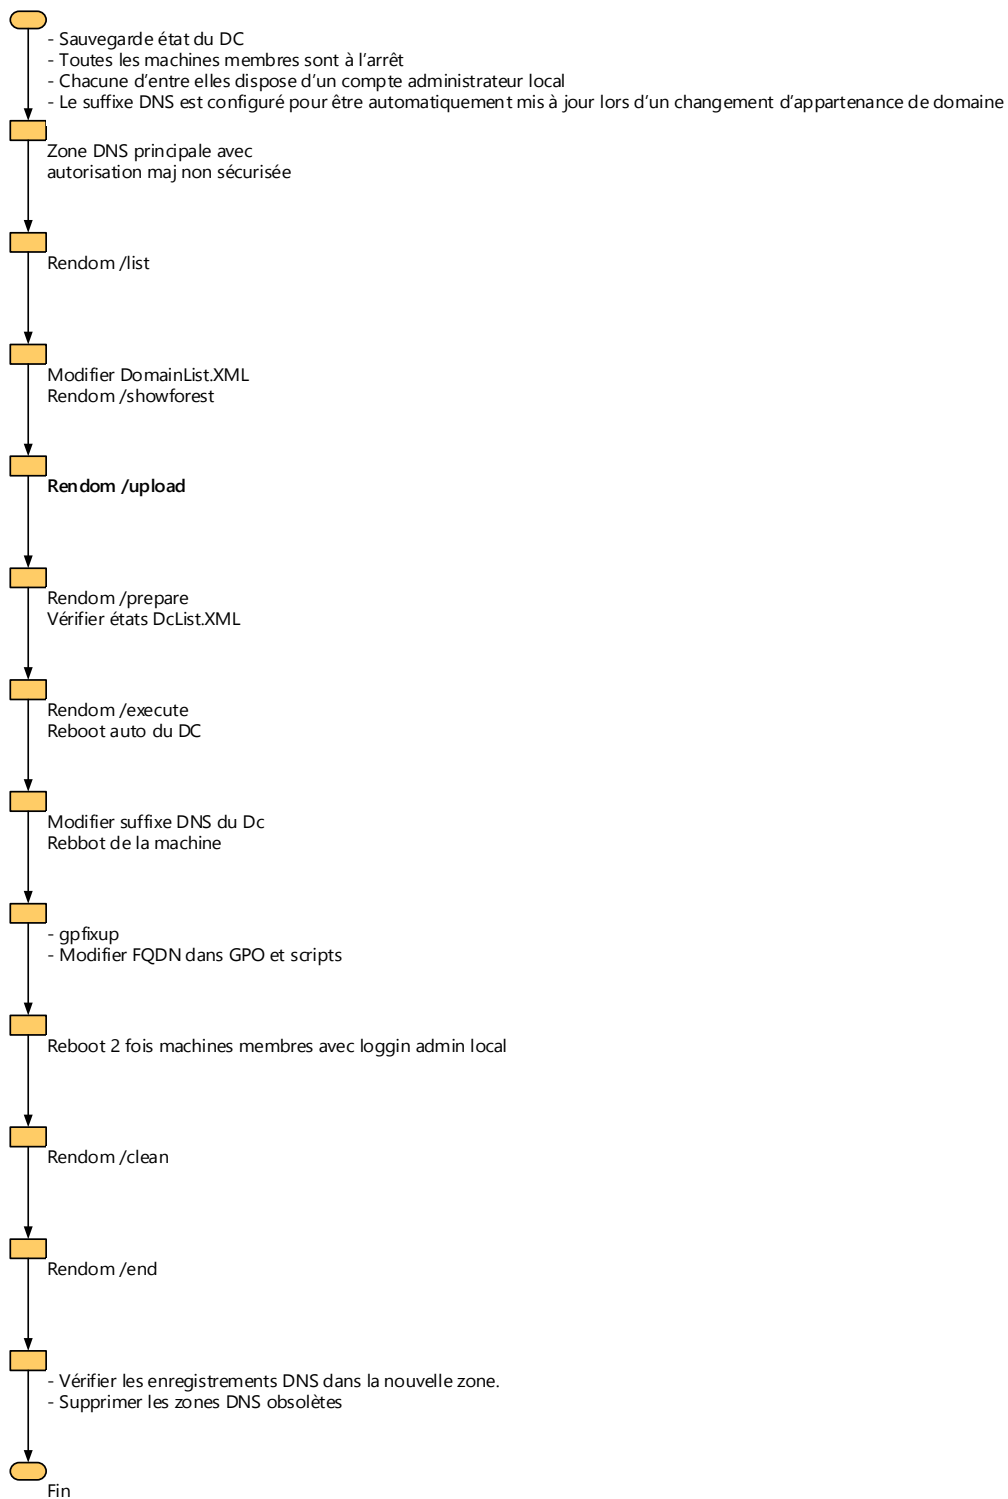 - Sauvegarde état du DC
- Toutes les machines membres sont à l'arrêt
- Chacune d'entre elles dispose d'un compte administrateur local
- Le suffixe DNS est configuré pour être automatiquement mis à jour lors d'un changement d'appartenance de domaine
Zone DNS principale avec
autorisation maj non sécurisée
Rendom /list
Modifier DomainList.XML
Rendom /showforest
Rendom /upload
Rendom /prepare
Vérifier états DcList.XML
Rendom /execute
Reboot auto du DC
Modifier suffixe DNS du Dc
Rebbot de la machine
- gpfixup
- Modifier FQDN dans GPO et scripts
Reboot 2 fois machines membres avec loggin admin local
Rendom /clean
Rendom /end
- Vérifier les enregistrements DNS dans la nouvelle zone.
- Supprimer les zones DNS obsolètes
Fin